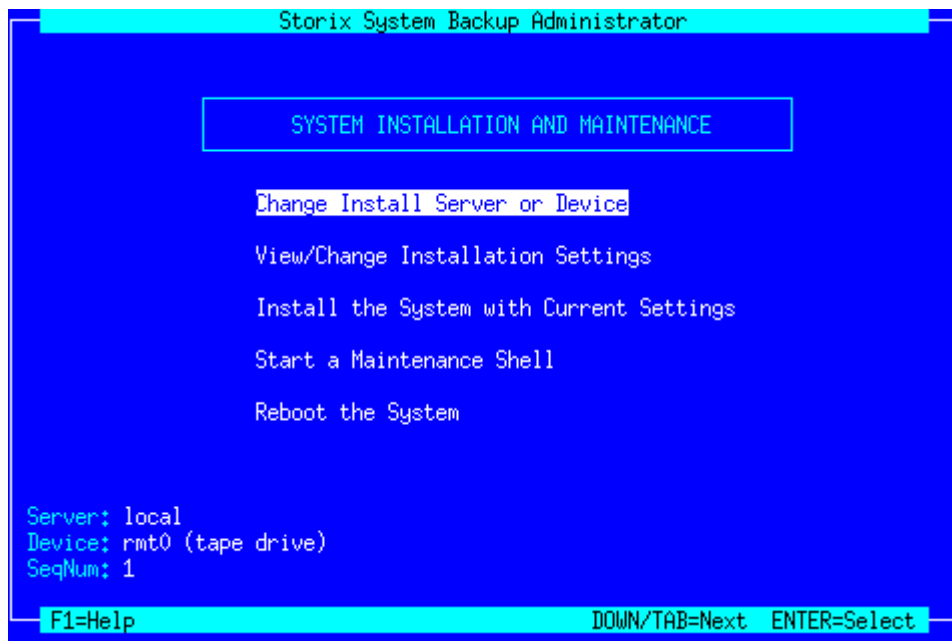 Storix System Backup Administrator
SYSTEM INSTALLATION AND MAINTENANCE
Change Install Server or Device
View/Change Installation Settings
Install the System with Current Settings
Start a Maintenance Shell
Reboot the System
Server: local
Device: rmt0 (tape drive)
SeqNum: 1
F1=Help DOWN/TAB=Next ENTER=Select